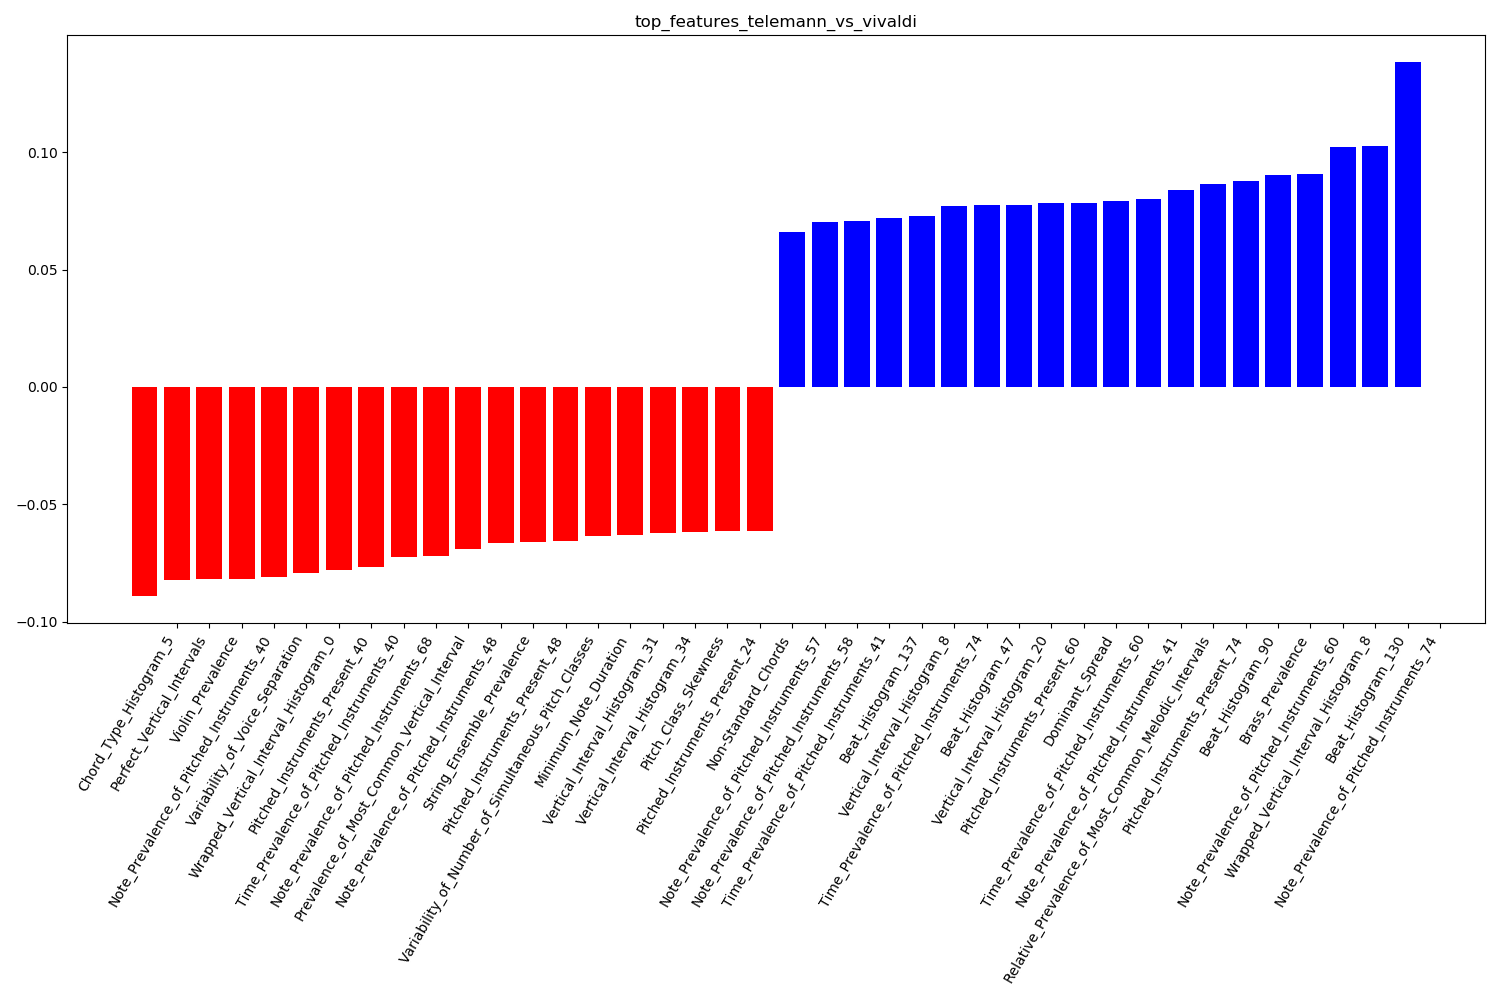 top_features_telemann_vs_vivaldi
0.10
0.05
0.00
−0.05
−0.10
Chord_Type_Histogram_5
Perfect_Vertical_Intervals
Violin_Prevalence
Note_Prevalence_of_Pitched_Instruments_40
Variability_of_Voice_Separation
Wrapped_Vertical_Interval_Histogram_0
Pitched_Instruments_Present_40
Time_Prevalence_of_Pitched_Instruments_40
Note_Prevalence_of_Pitched_Instruments_68
Prevalence_of_Most_Common_Vertical_Interval
Note_Prevalence_of_Pitched_Instruments_48
String_Ensemble_Prevalence
Pitched_Instruments_Present_48
Variability_of_Number_of_Simultaneous_Pitch_Classes
Minimum_Note_Duration
Vertical_Interval_Histogram_31
Vertical_Interval_Histogram_34
Pitch_Class_Skewness
Pitched_Instruments_Present_24
Non-Standard_Chords
Note_Prevalence_of_Pitched_Instruments_57
Note_Prevalence_of_Pitched_Instruments_58
Time_Prevalence_of_Pitched_Instruments_41
Beat_Histogram_137
Vertical_Interval_Histogram_8
Time_Prevalence_of_Pitched_Instruments_74
Beat_Histogram_47
Vertical_Interval_Histogram_20
Pitched_Instruments_Present_60
Dominant_Spread
Time_Prevalence_of_Pitched_Instruments_60
Note_Prevalence_of_Pitched_Instruments_41
Relative_Prevalence_of_Most_Common_Melodic_Intervals
Pitched_Instruments_Present_74
Beat_Histogram_90
Brass_Prevalence
Note_Prevalence_of_Pitched_Instruments_60
Wrapped_Vertical_Interval_Histogram_8
Beat_Histogram_130
Note_Prevalence_of_Pitched_Instruments_74